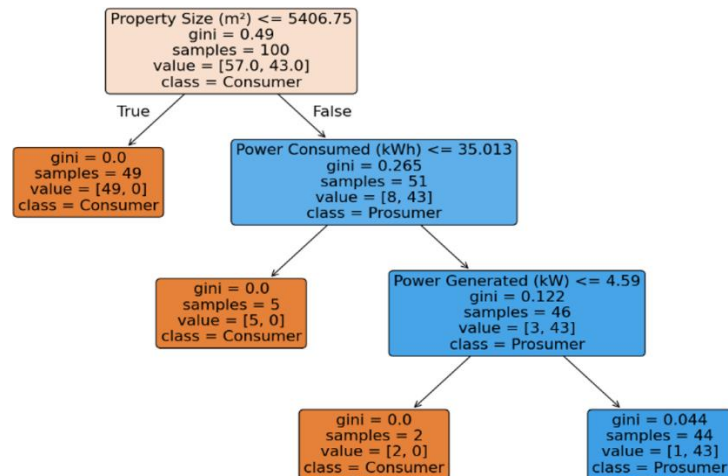 Property Size (m²) <= 5406.75
gini = 0.49
samples = 100
value = [57.0, 43.0]
class = Consumer
True
False
gini = 0.0
samples = 49
value = [49, 0]
class = Consumer
Power Consumed (kWh) <= 35.013
gini = 0.265
samples = 51
value = [8, 43]
class = Prosumer
gini = 0.0
samples = 5
value = [5, 0]
class = Consumer
Power Generated (kW) <= 4.59
gini = 0.122
samples = 46
value = [3, 43]
class = Prosumer
gini = 0.0
samples = 2
value = [2, 0]
class = Consumer
gini = 0.044
samples = 44
value = [1, 43]
class = Prosumer